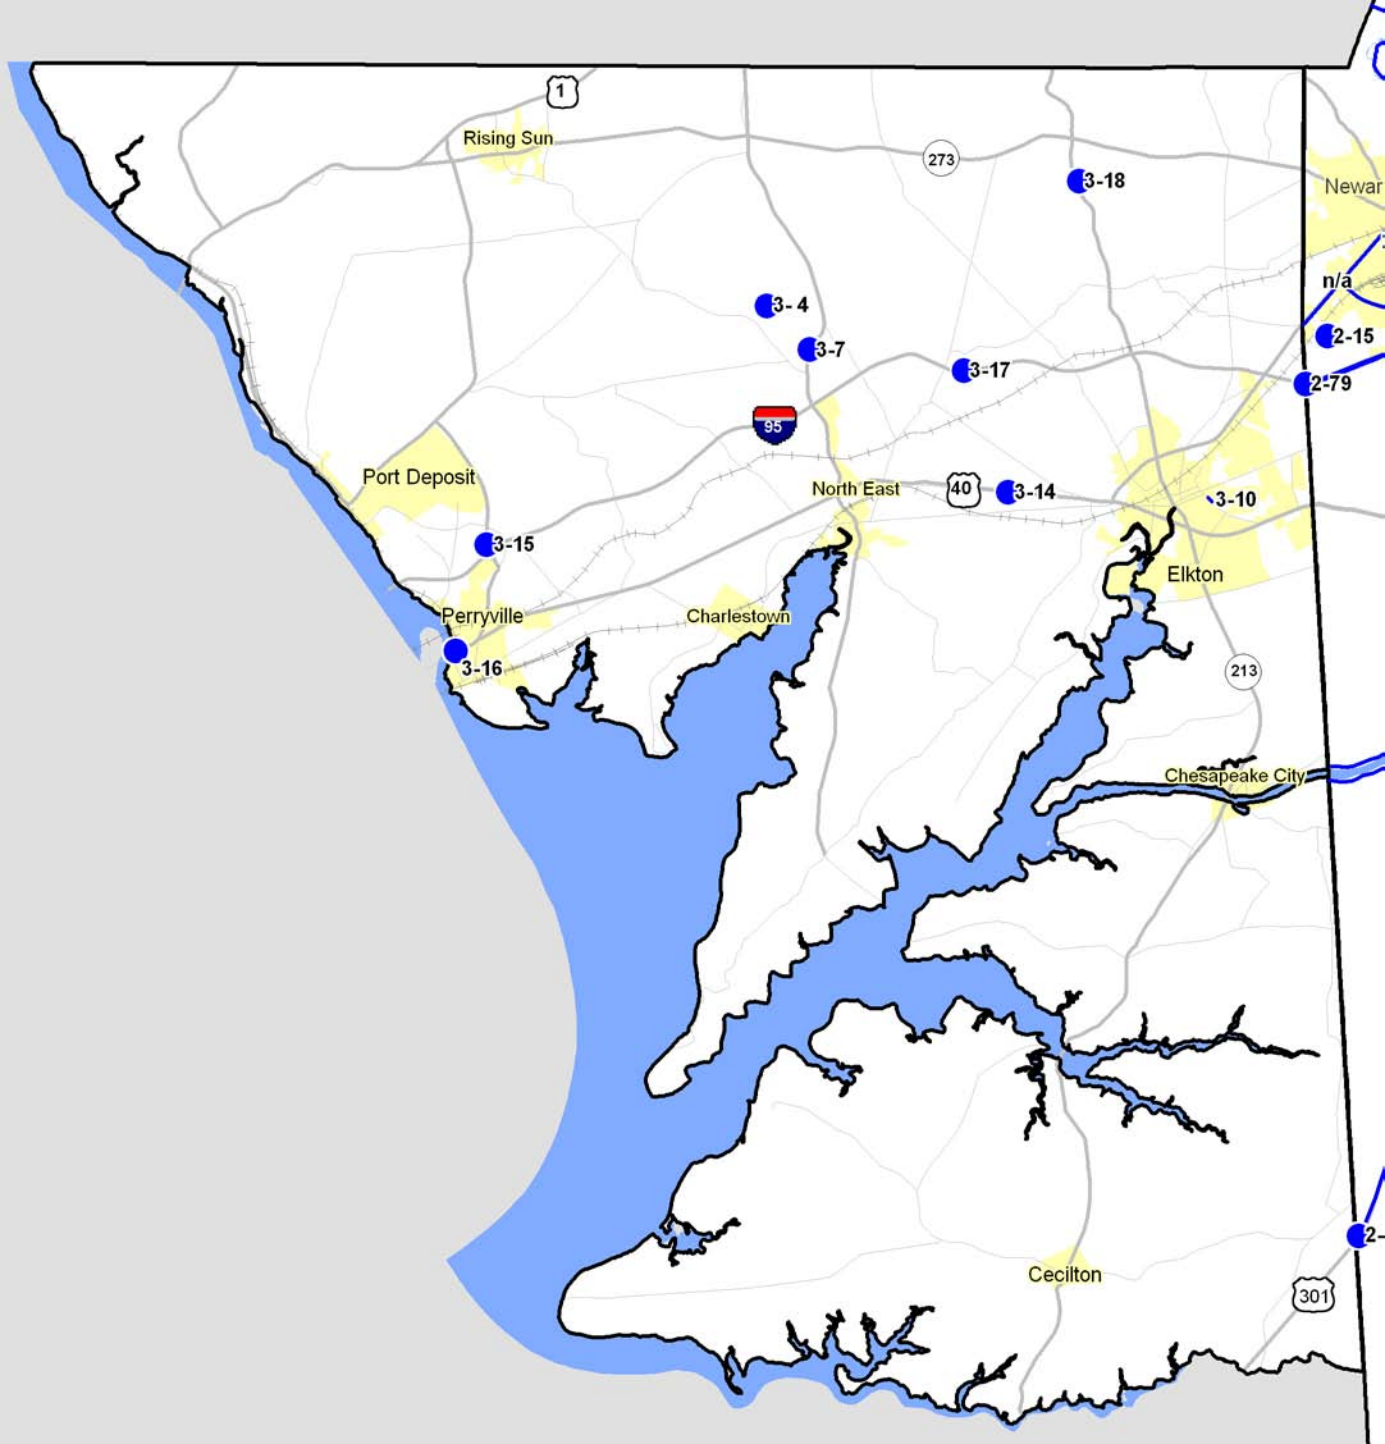 1
Rising Sun
273
3-18
Newar
n/a
3- 4
2-15
3-7
3-17
2-79
95
Port Deposit
North East
40
3-14
3-10
3-15
Elkton
Perryville
Charlestown
3-16
213
Chesapeake City
2-
Cecilton
301